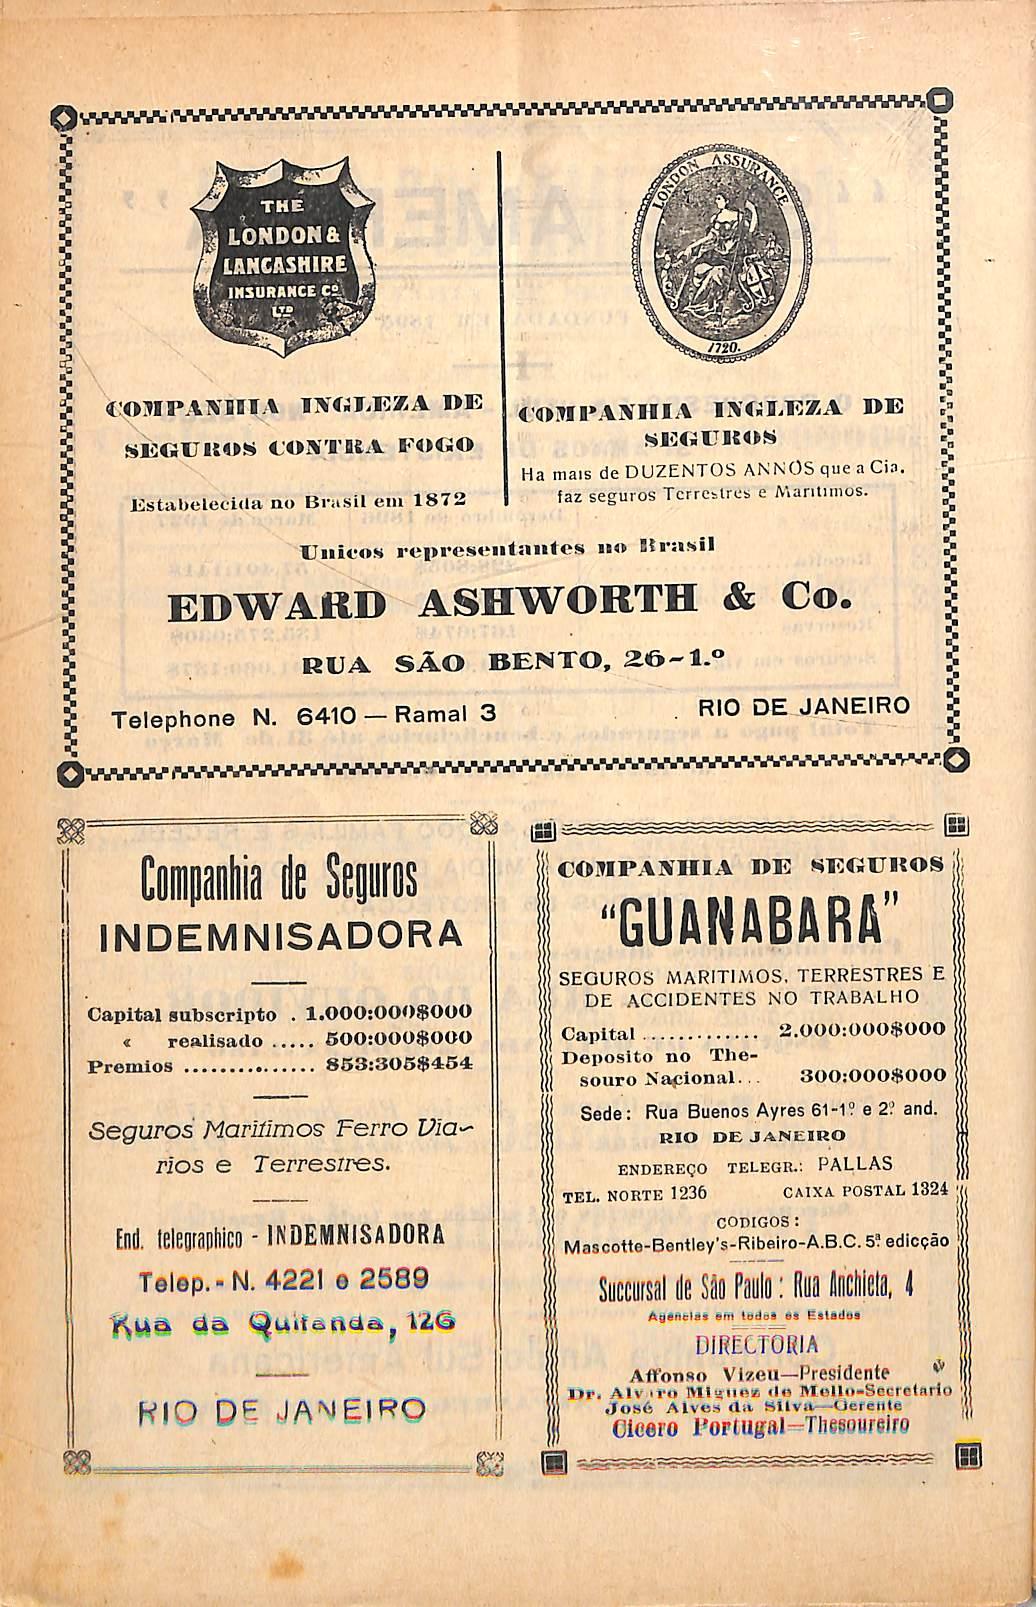 THE
LONDON &
LANCASHIRE
INSURANCE Cº
LTD
COMPANHIA INGLEZA DE
SEGUROS CONTRA FOGO
Estabelecida no Brasil em 1872
LONDON ASSURANCE
1720.
COMPANHIA INGLEZA DE
SEGUROS
Ha mais de DUZENTOS ANNOS que a Cia.
faz seguros Terrestres e Maritimos.
Unicos representantes no Brasil
EDWARD ASHWORTH & Co.
RUA SÃO BENTO, 26-1.º
Telephone N. 6410 — Ramal 3
RIO DE JANEIRO
Companhia de Seguros
INDEMNISADORA
Capital subscripto . 1.000:000$000
« realisado ..... 500:000$000
Premios ............... 853:305$454
Seguros Maritimos Ferro Via-
rios e Terrestres.
End. telegraphico - INDEMNISADORA
Telep. - N. 4221 e 2589
Rua da Quitanda, 126
RIO DE JANEIRO
COMPANHIA DE SEGUROS
"GUANABARA"
SEGUROS MARITIMOS, TERRESTRES E
DE ACCIDENTES NO TRABALHO
Capital ............. 2.000:000$000
Deposito no The-
souro Nacional... 300:000$000
Sede: Rua Buenos Ayres 61-1º e 2º and.
RIO DE JANEIRO
ENDEREÇO TELEGR.: PALLAS
TEL. NORTE 1236 CAIXA POSTAL 1324
CODIGOS:
Mascotte-Bentley's-Ribeiro-A.B.C. 5ª edicção
Succursal de São Paulo: Rua Anchieta, 4
Agencias em todos os Estados
DIRECTORIA
Affonso Vizeu—Presidente
Dr. Alvaro Miguez de Mello-Secretario
José Alves da Silva—Gerente
Cicero Portugal—Thesoureiro